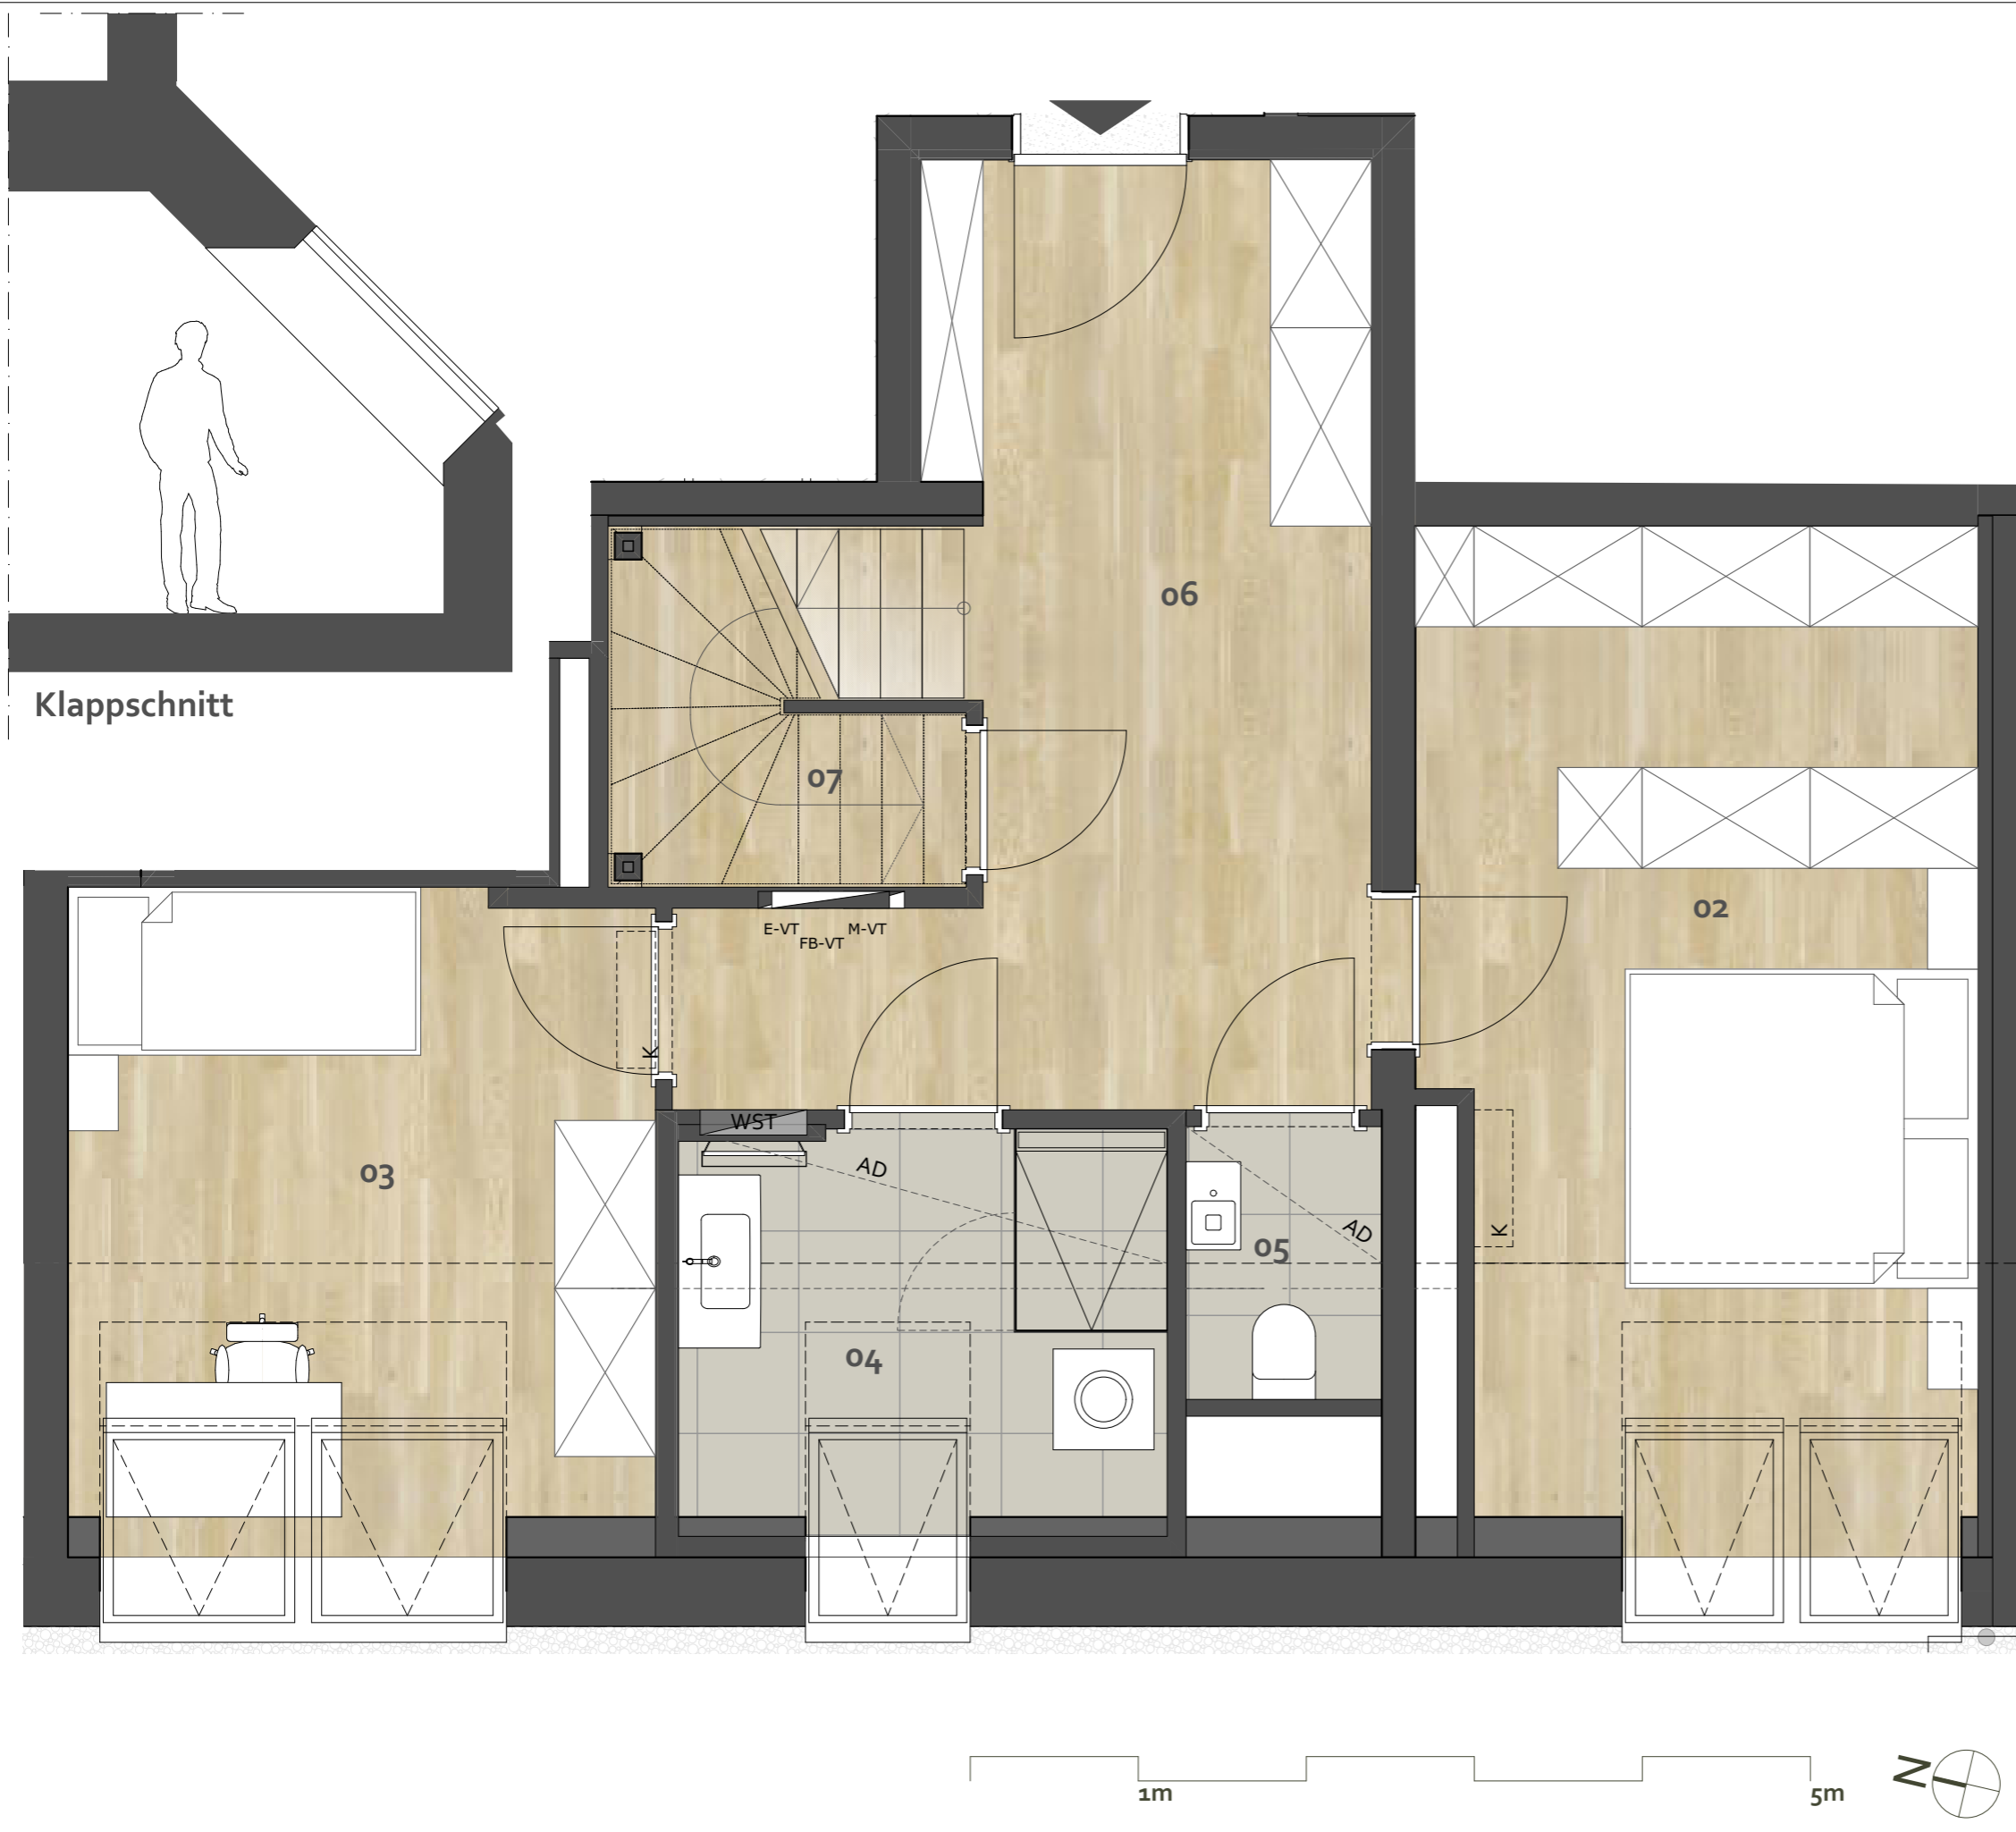 06
Klappschnitt
07
02
E-VT
FB-VT
M-VT
K
WST
AD
03
K
AD
05
04
1m
5m
N